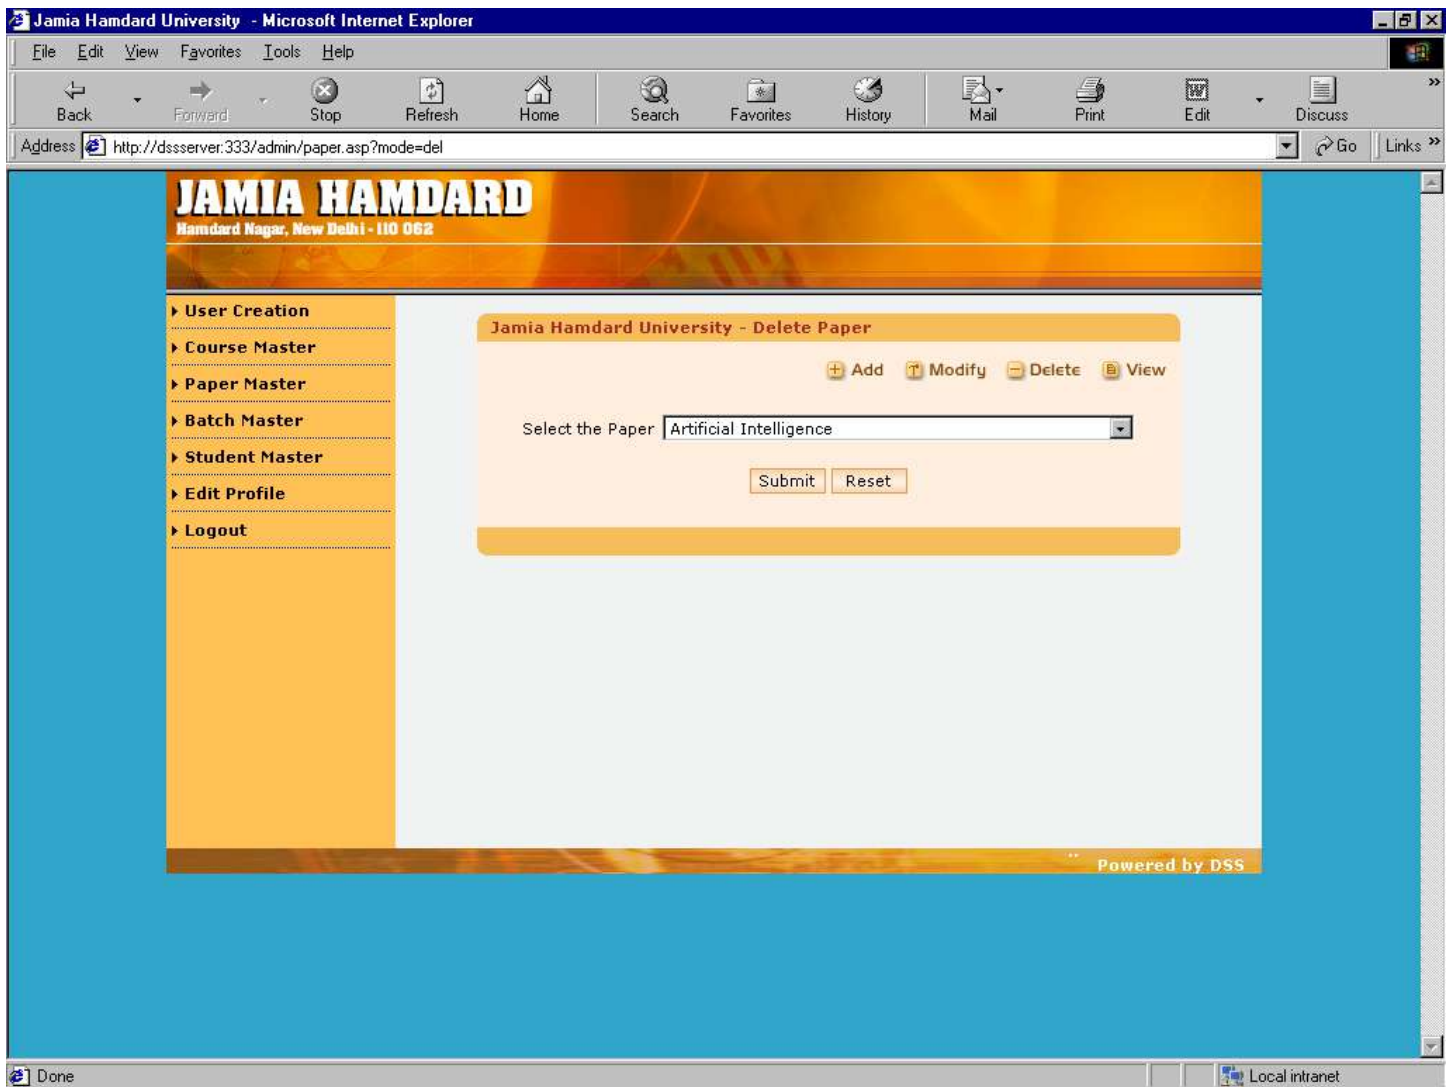 Jamia Hamdard University - Microsoft Internet Explorer
File Edit View Favorites Tools Help
Back Forward Stop Refresh Home Search Favorites History Mail Print Edit Discuss »
Address http://dssserver:333/admin/paper.asp?mode=del Go Links »
JAMIA HAMDARD
Hamdard Nagar, New Delhi - 110 062
User Creation
Course Master
Paper Master
Batch Master
Student Master
Edit Profile
Logout
Jamia Hamdard University - Delete Paper
Add Modify Delete View
Select the Paper Artificial Intelligence
Submit Reset
Powered by DSS
Done Local intranet